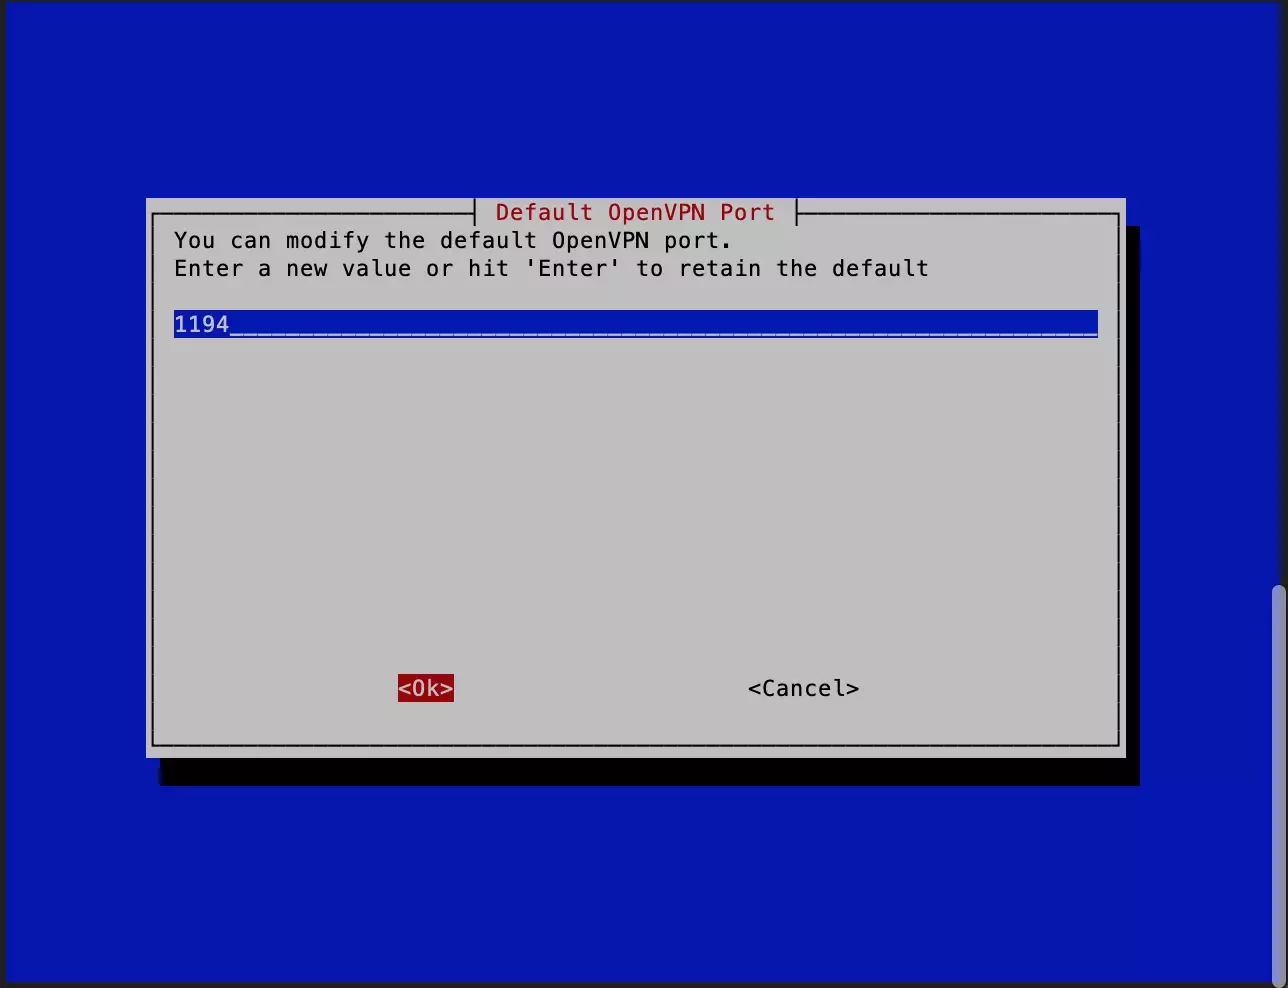 Default OpenVPN Port
You can modify the default OpenVPN port.
Enter a new value or hit 'Enter' to retain the default
1194
<Ok> <Cancel>